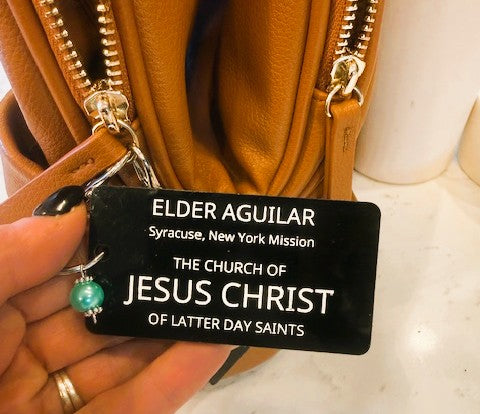 ELDER AGUILAR
Syracuse, New York Mission
THE CHURCH OF
JESUS CHRIST
OF LATTER DAY SAINTS